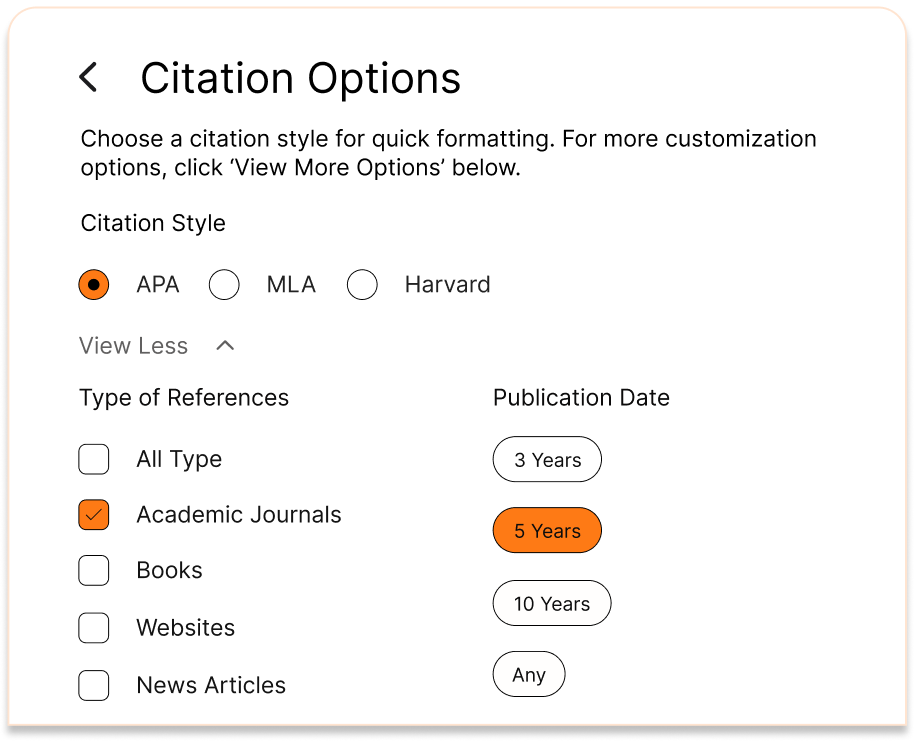 Citation Options
Choose a citation style for quick formatting. For more customization
options, click ‘View More Options’ below.
Citation Style
APA MLA Harvard
View Less
Type of References
All Type
Academic Journals
Books
Websites
News Articles
Publication Date
3 Years
5 Years
10 Years
Any